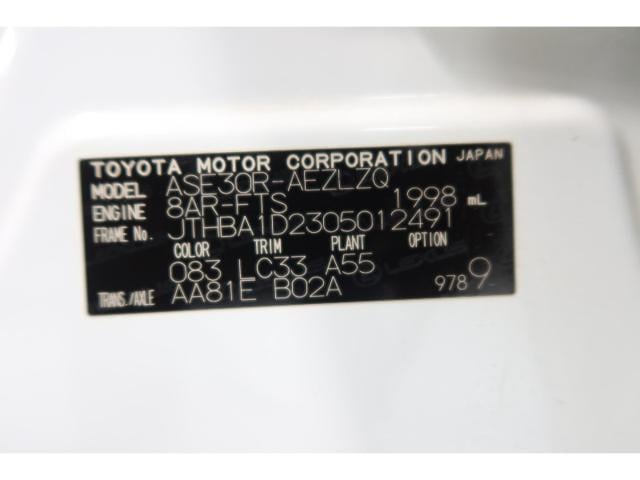 TOYOTA MOTOR CORPORATION JAPAN
MODEL ASE30R-AEZLZQ
ENGINE 8AR-FTS 1998 mL
FRAME No. JTHBA1D2305012491
COLOR TRIM PLANT OPTION
083 LC33 A55
TRANS./AXLE AA81E B02A 9789